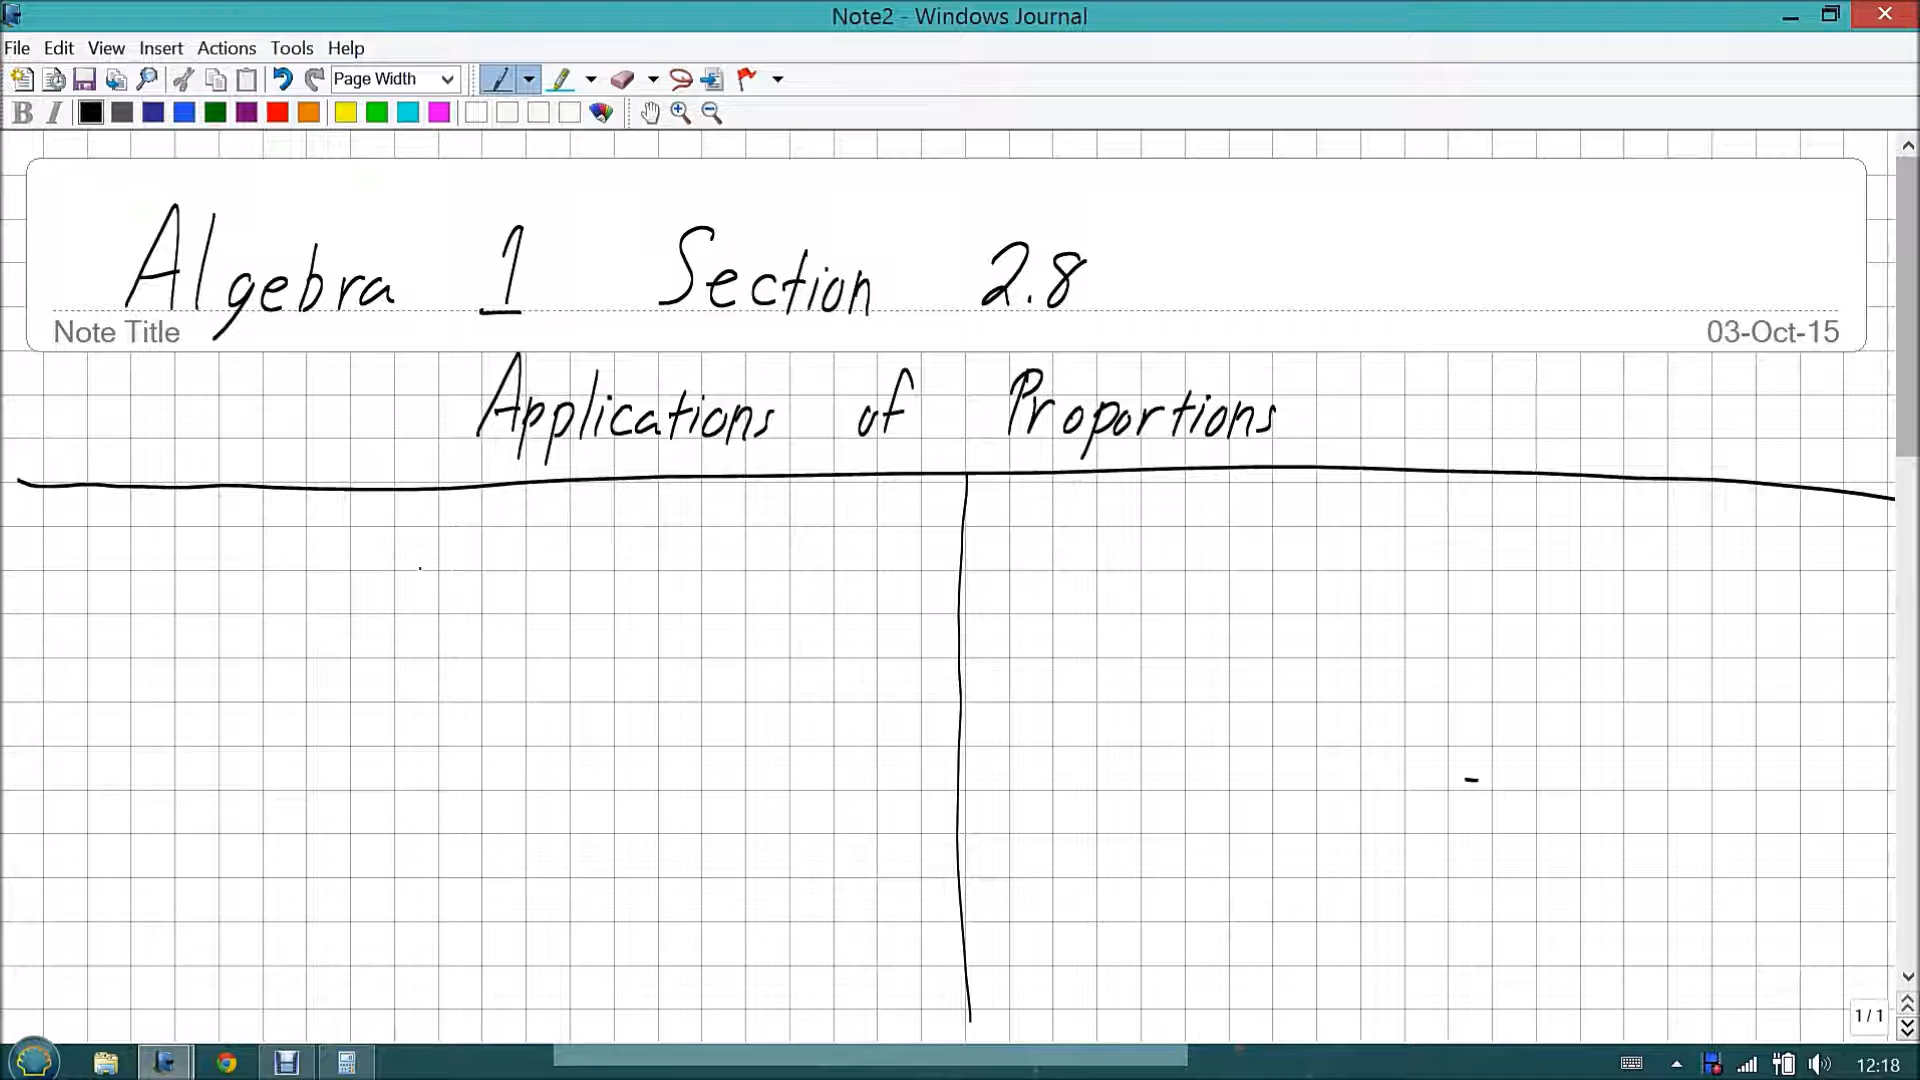 Note2 - Windows Journal
File Edit View Insert Actions Tools Help
Page Width
B I
Algebra 1 Section 2.8
Note Title 03-Oct-15
Applications of Proportions
1 / 1
12:18